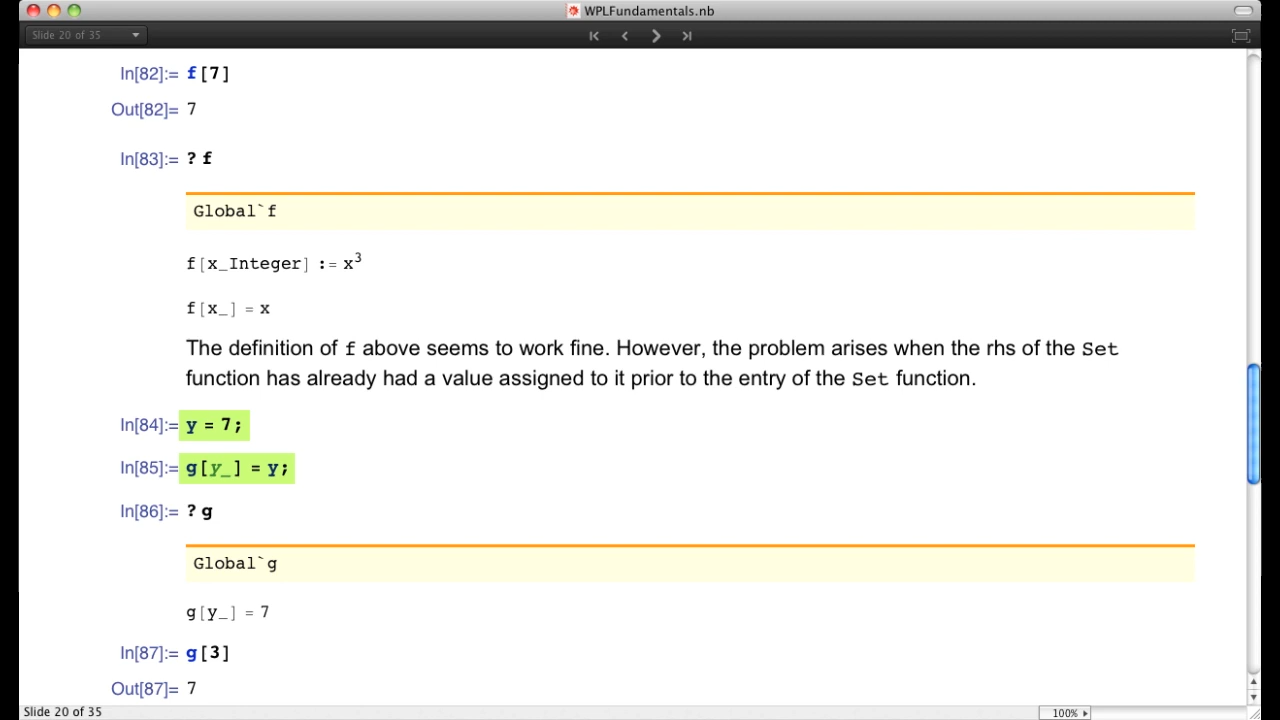 WPLFundamentals.nb
Slide 20 of 35
In[82]:= f[7]
Out[82]= 7
In[83]:= ? f
Global`f
f[x_Integer] := x³
f[x_] = x
The definition of f above seems to work fine. However, the problem arises when the rhs of the Set
function has already had a value assigned to it prior to the entry of the Set function.
In[84]:= y = 7;
In[85]:= g[y_] = y;
In[86]:= ? g
Global`g
g[y_] = 7
In[87]:= g[3]
Out[87]= 7
Slide 20 of 35
100%